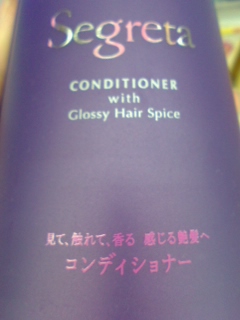 Segreta
CONDITIONER
with
Glossy Hair Spice
見て、触れて、香る 感じる艶髪へ
コンディショナー